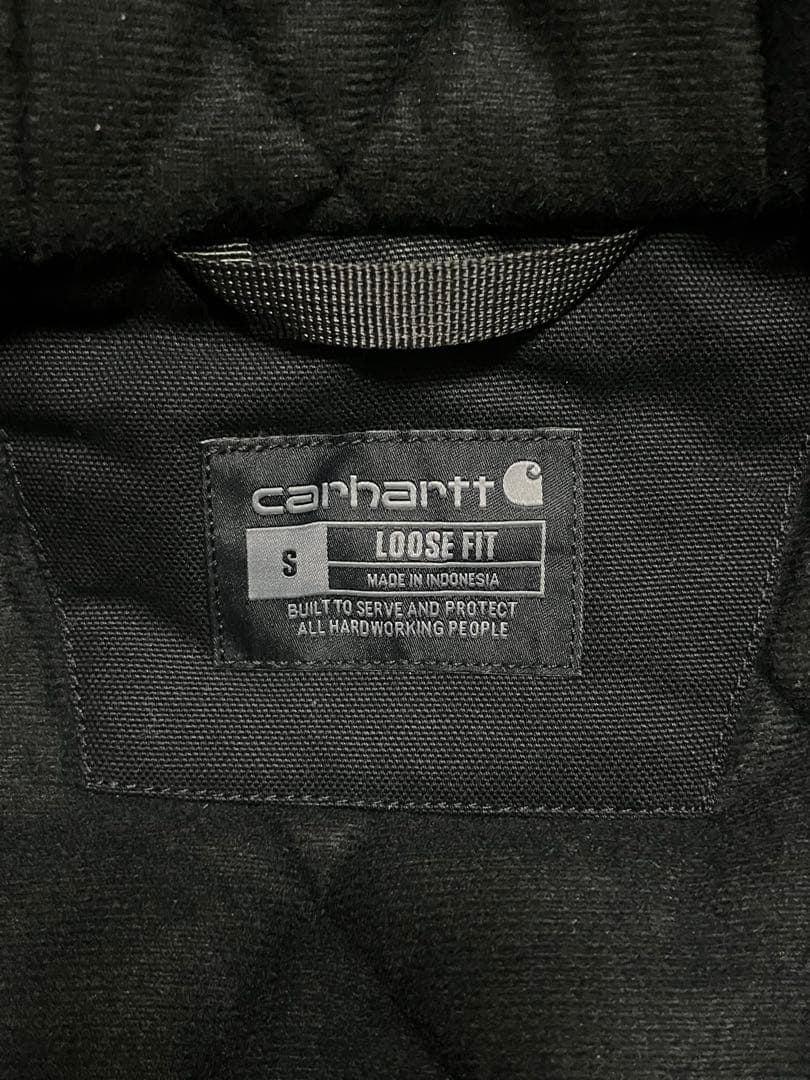 carhartt
S
LOOSE FIT
MADE IN INDONESIA
BUILT TO SERVE AND PROTECT
ALL HARDWORKING PEOPLE